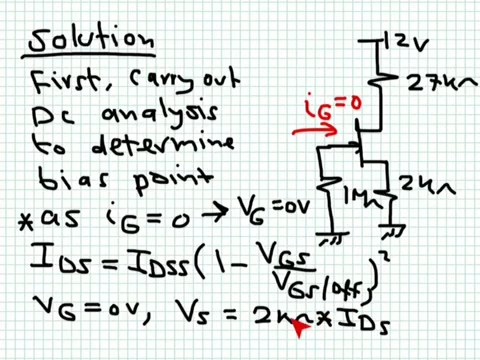 Solution
First, carry out
DC analysis
to determine
bias point
*as iG=0 → VG=0V
IDS = IDSS(1 - VGS/VGS/off)²
VG=0V, VS = 2kΩ*IDS
12V
27kΩ
iG=0
1MΩ
2kΩ